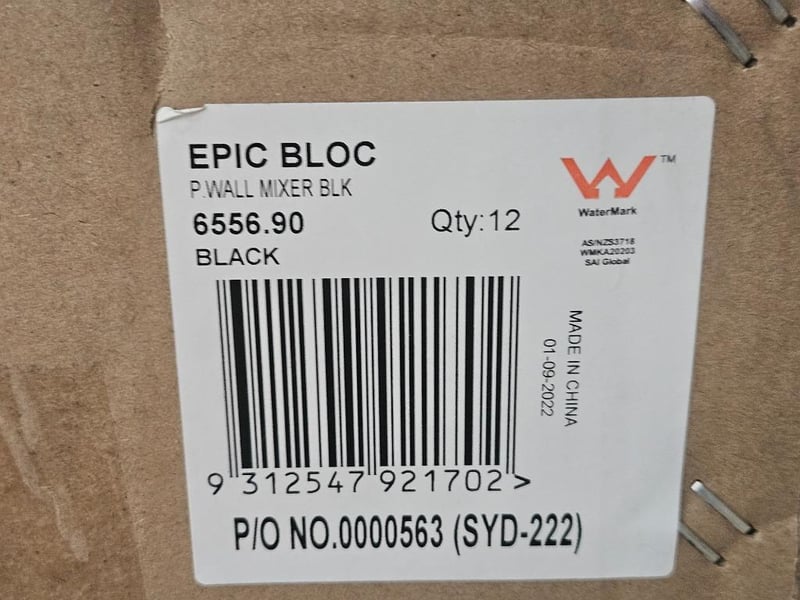 EPIC BLOC
P.WALL MIXER BLK
6556.90
Qty:12
BLACK
TM
WaterMark
AS/NZS3718
WMKA20203
SAI Global
MADE IN CHINA
01-09-2022
9 312547 921702 >
P/O NO.0000563 (SYD-222)